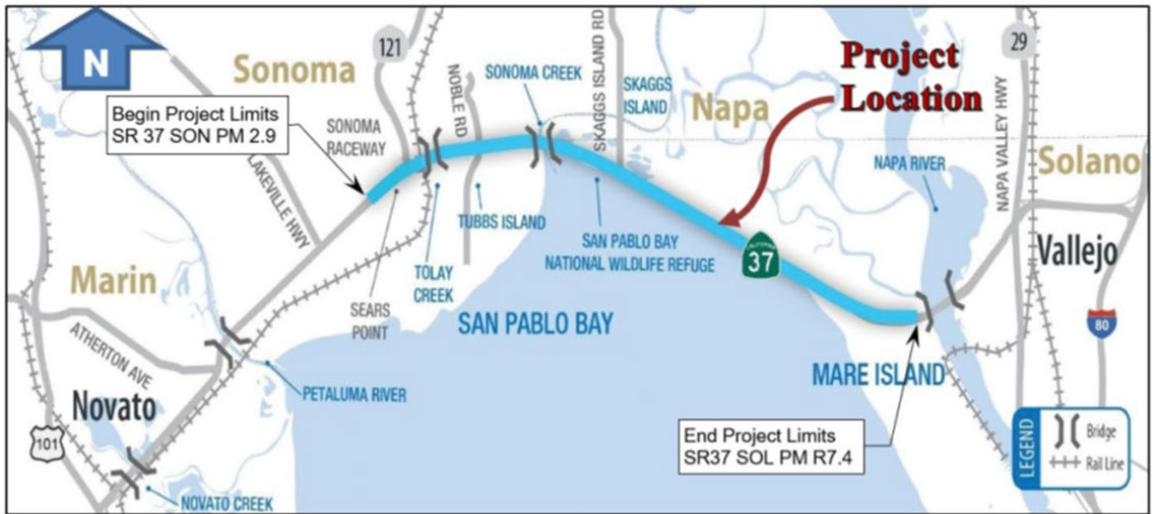 N
Sonoma
121
NOBLE RD
SONOMA CREEK
SKAGGS ISLAND RD
SKAGGS
ISLAND
Napa
Project
Location
29
NAPA VALLEY HWY
Solano
Begin Project Limits
SR 37 SON PM 2.9
SONOMA
RACEWAY
LAKEVILLE HWY
NAPA RIVER
TUBBS ISLAND
SAN PABLO BAY
NATIONAL WILDLIFE REFUGE
CALIFORNIA
37
Vallejo
Marin
TOLAY
CREEK
SEARS
POINT
SAN PABLO BAY
80
ATHERTON AVE
MARE ISLAND
Novato
PETALUMA RIVER
101
End Project Limits
SR37 SOL PM R7.4
LEGEND
Bridge
Rail Line
NOVATO CREEK